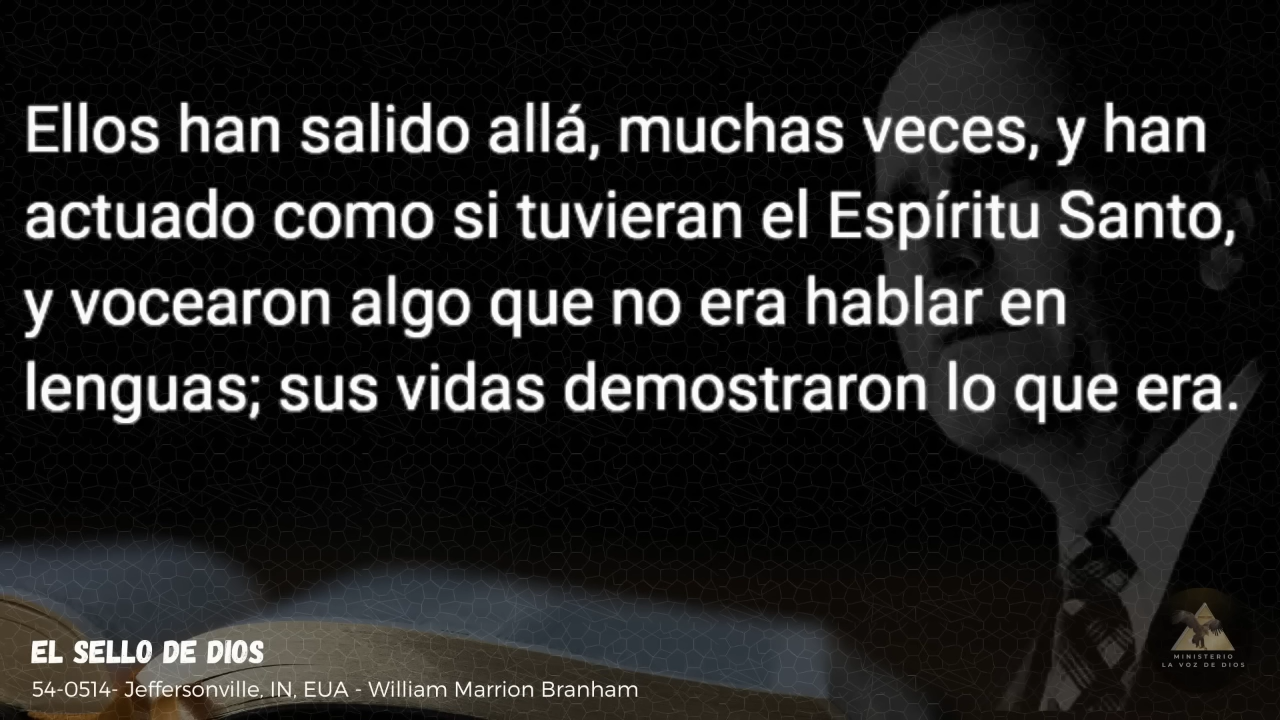 Ellos han salido allá, muchas veces, y han
actuado como si tuvieran el Espíritu Santo,
y vocearon algo que no era hablar en
lenguas; sus vidas demostraron lo que era.
EL SELLO DE DIOS
54-0514- Jeffersonville, IN, EUA - William Marrion Branham
MINISTERIO
LA VOZ DE DIOS